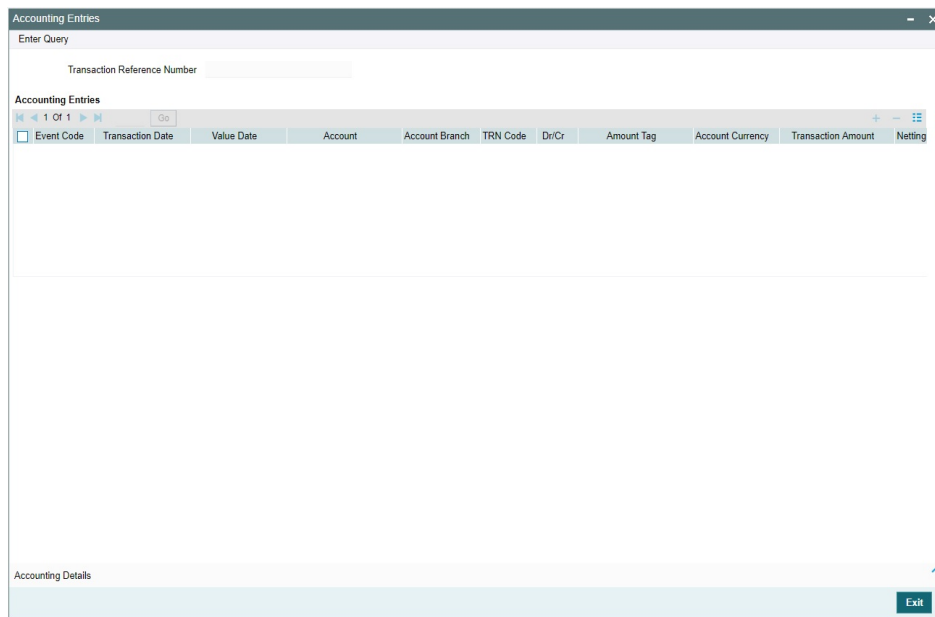 Accounting Entries
Enter Query
Transaction Reference Number
Accounting Entries
1 Of 1 Go
Event Code Transaction Date Value Date Account Account Branch TRN Code Dr/Cr Amount Tag Account Currency Transaction Amount Netting
Accounting Details
Exit